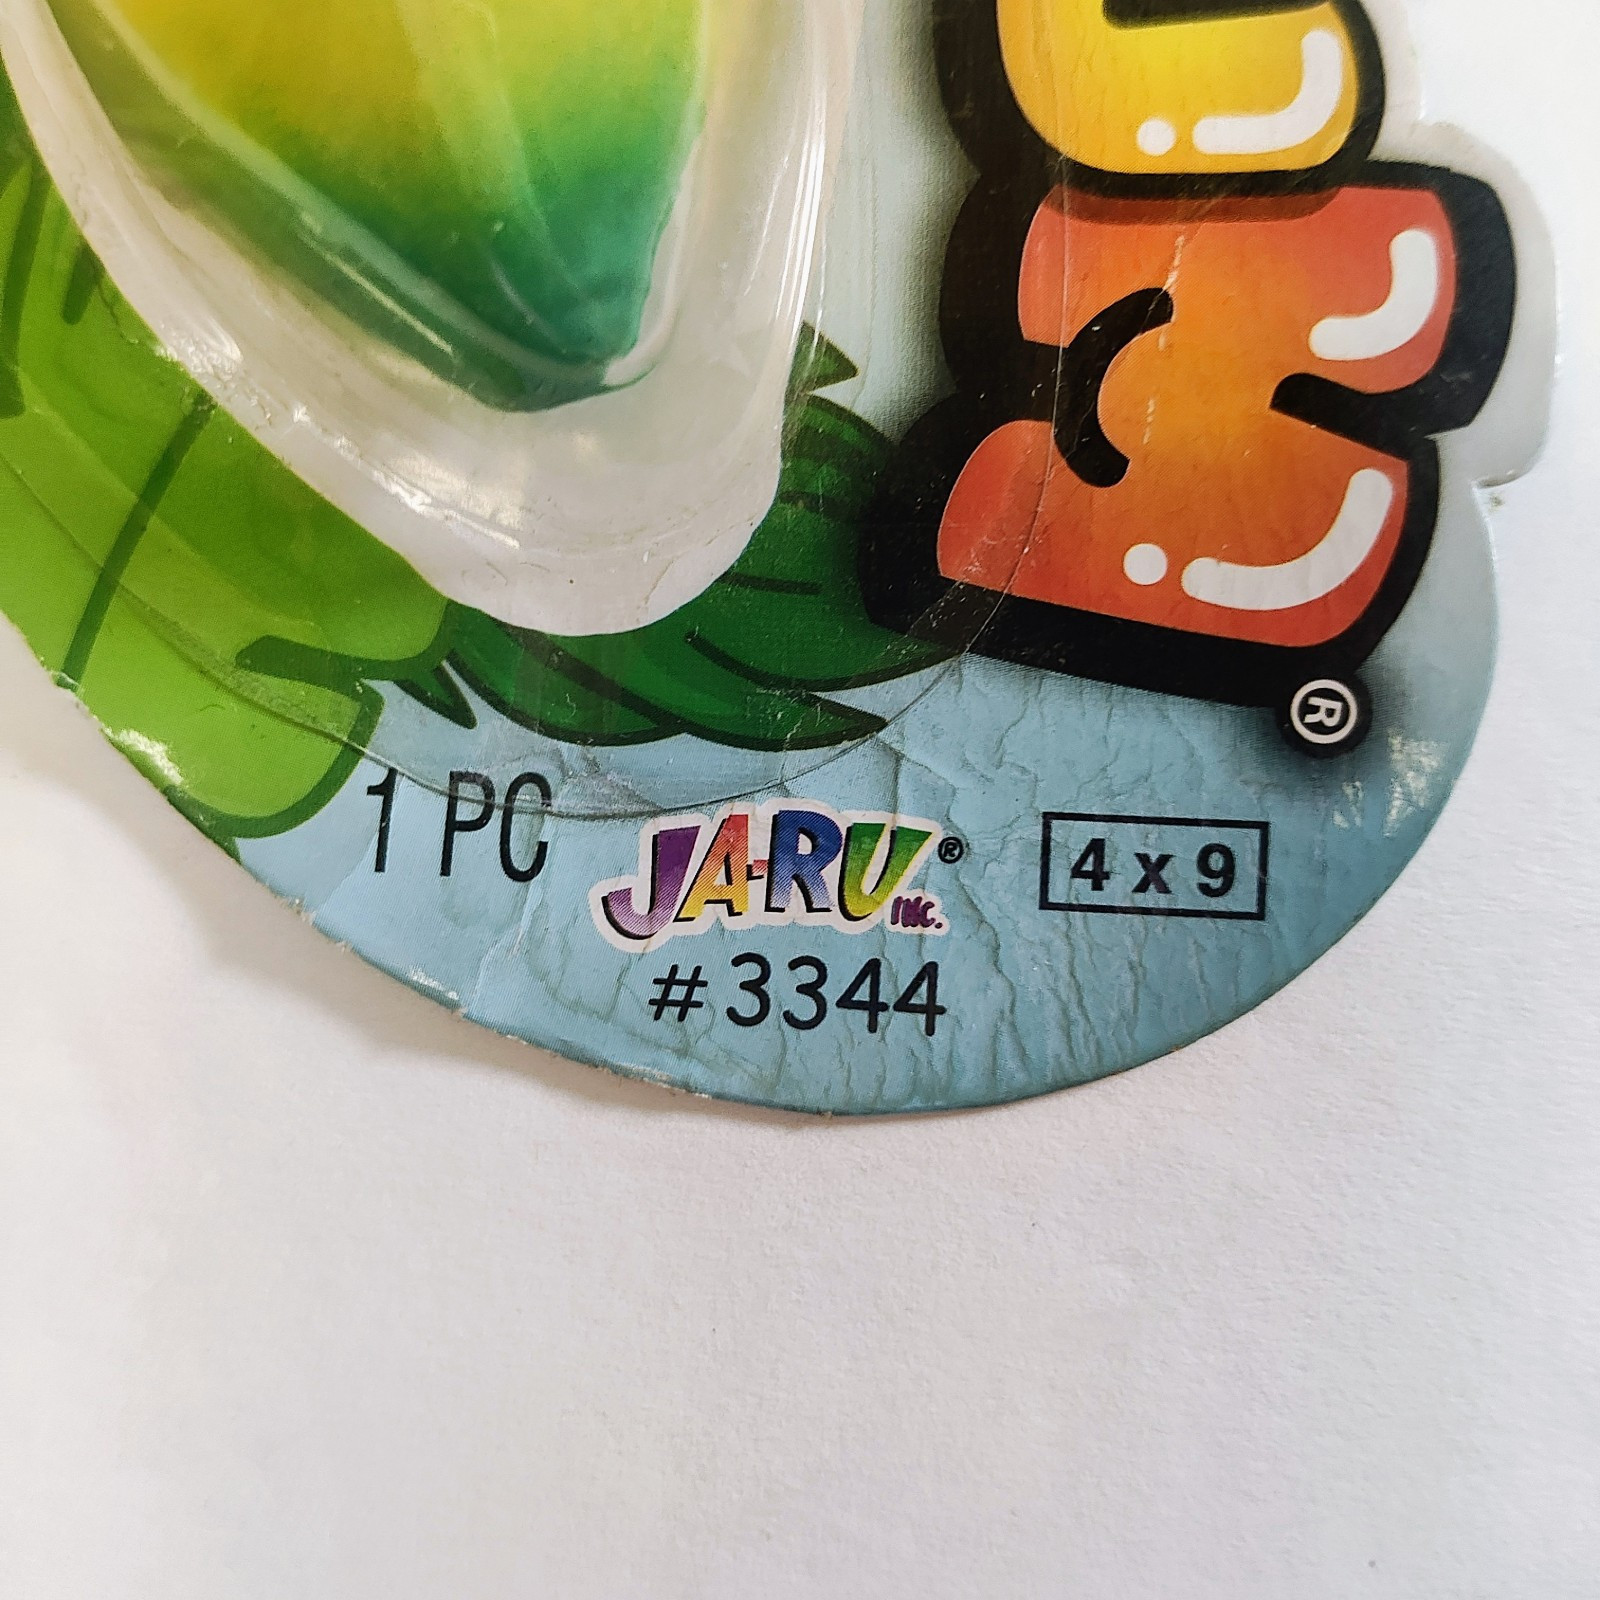 ®
1 PC
JA-RU® INC.
4 x 9
#3344